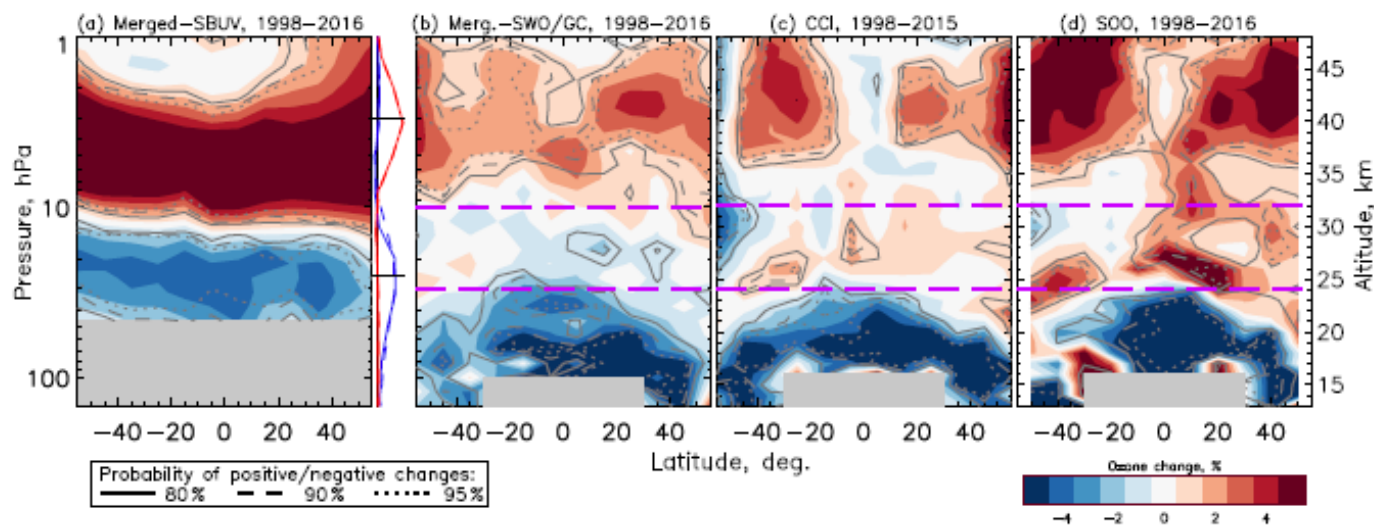 (a) Merged-SBUV, 1998-2016
(b) Merg.-SWO/GC, 1998-2016
(c) CCI, 1998-2015
(d) SOO, 1998-2016
1
10
100
Pressure, hPa
45
40
35
30
25
20
15
Altitude, km
-40 -20 0 20 40
-40 -20 0 20 40
-40 -20 0 20 40
-40 -20 0 20 40
Latitude, deg.
Probability of positive/negative changes:
80% 90% 95%
Ozone change, %
-4 -2 0 2 4